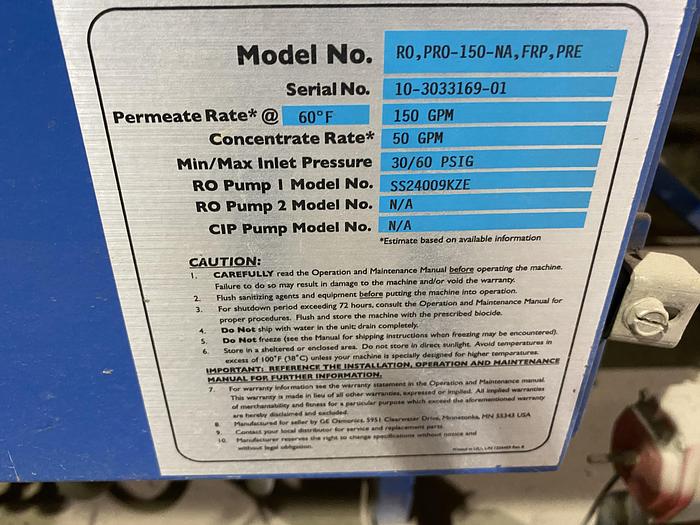 Model No. RO,PRO-150-NA,FRP,PRE
Serial No. 10-3033169-01
Permeate Rate* @ 60°F 150 GPM
Concentrate Rate* 50 GPM
Min/Max Inlet Pressure 30/60 PSIG
RO Pump 1 Model No. SS24009KZE
RO Pump 2 Model No. N/A
CIP Pump Model No. N/A
*Estimate based on available information
CAUTION:
1. CAREFULLY read the Operation and Maintenance Manual before operating the machine.
Failure to do so may result in damage to the machine and/or void the warranty.
2. Flush sanitizing agents and equipment before putting the machine into operation.
3. For shutdown period exceeding 72 hours, consult the Operation and Maintenance Manual for
proper procedures. Flush and store the machine with the prescribed biocide.
4. Do Not ship with water in the unit; drain completely.
5. Do Not freeze (see the Manual for shipping instructions when freezing may be encountered).
6. Store in a sheltered or enclosed area. Do not store in direct sunlight. Avoid temperatures in
excess of 100°F (38°C) unless your machine is specially designed for higher temperatures.
IMPORTANT: REFERENCE THE INSTALLATION, OPERATION AND MAINTENANCE
MANUAL FOR FURTHER INFORMATION.
7. For warranty information see the warranty statement in the Operation and Maintenance manual.
This warranty is made in lieu of all other warranties, expressed or implied. All implied warranties
of merchantability and fitness for a particular purpose which exceed the aforementioned warranty
are hereby disclaimed and excluded.
8. Manufactured for seller by GE Osmonics, 5951 Clearwater Drive, Minnetonka, MN 55343 USA
9. Contact your local distributor for service and replacement parts.
10. Manufacturer reserves the right to change specifications without notice and
without legal obligation.
Printed in USA,